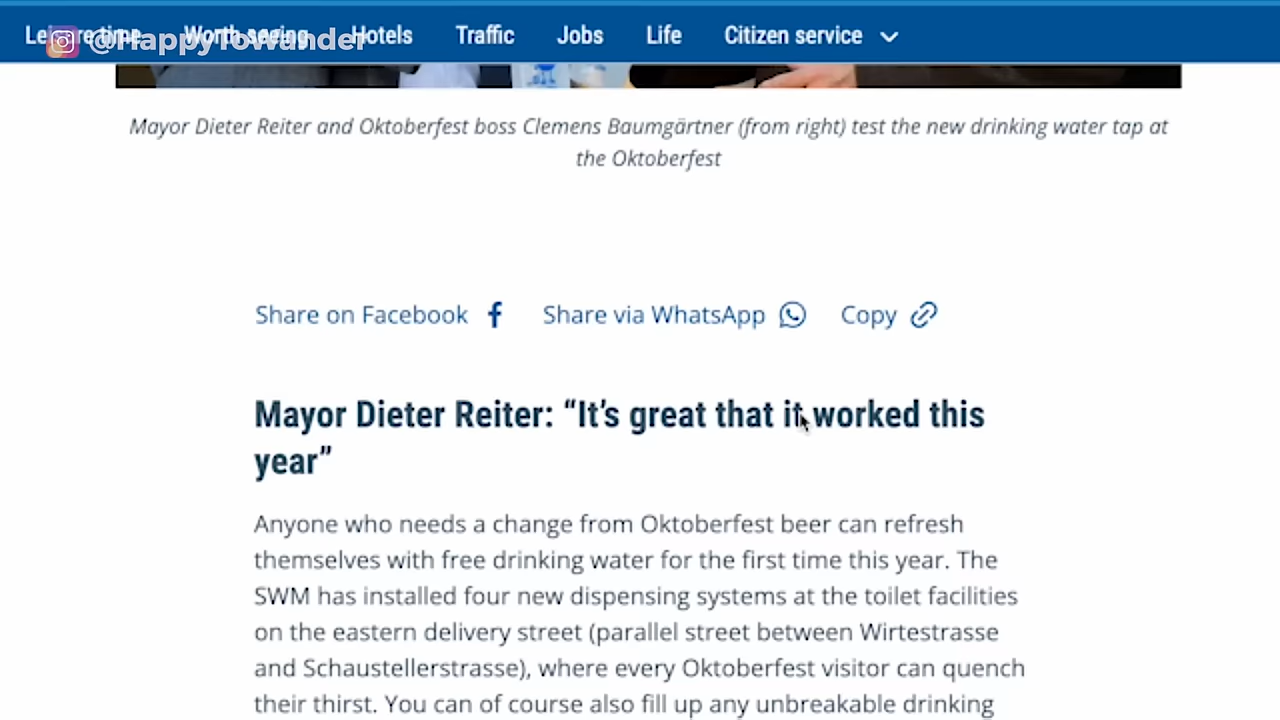 Leisure time Worth seeing Hotels Traffic Jobs Life Citizen service
@HappyToWander
Mayor Dieter Reiter and Oktoberfest boss Clemens Baumgärtner (from right) test the new drinking water tap at
the Oktoberfest
Share on Facebook Share via WhatsApp Copy
Mayor Dieter Reiter: “It’s great that it worked this
year”
Anyone who needs a change from Oktoberfest beer can refresh
themselves with free drinking water for the first time this year. The
SWM has installed four new dispensing systems at the toilet facilities
on the eastern delivery street (parallel street between Wirtestrasse
and Schaustellerstrasse), where every Oktoberfest visitor can quench
their thirst. You can of course also fill up any unbreakable drinking